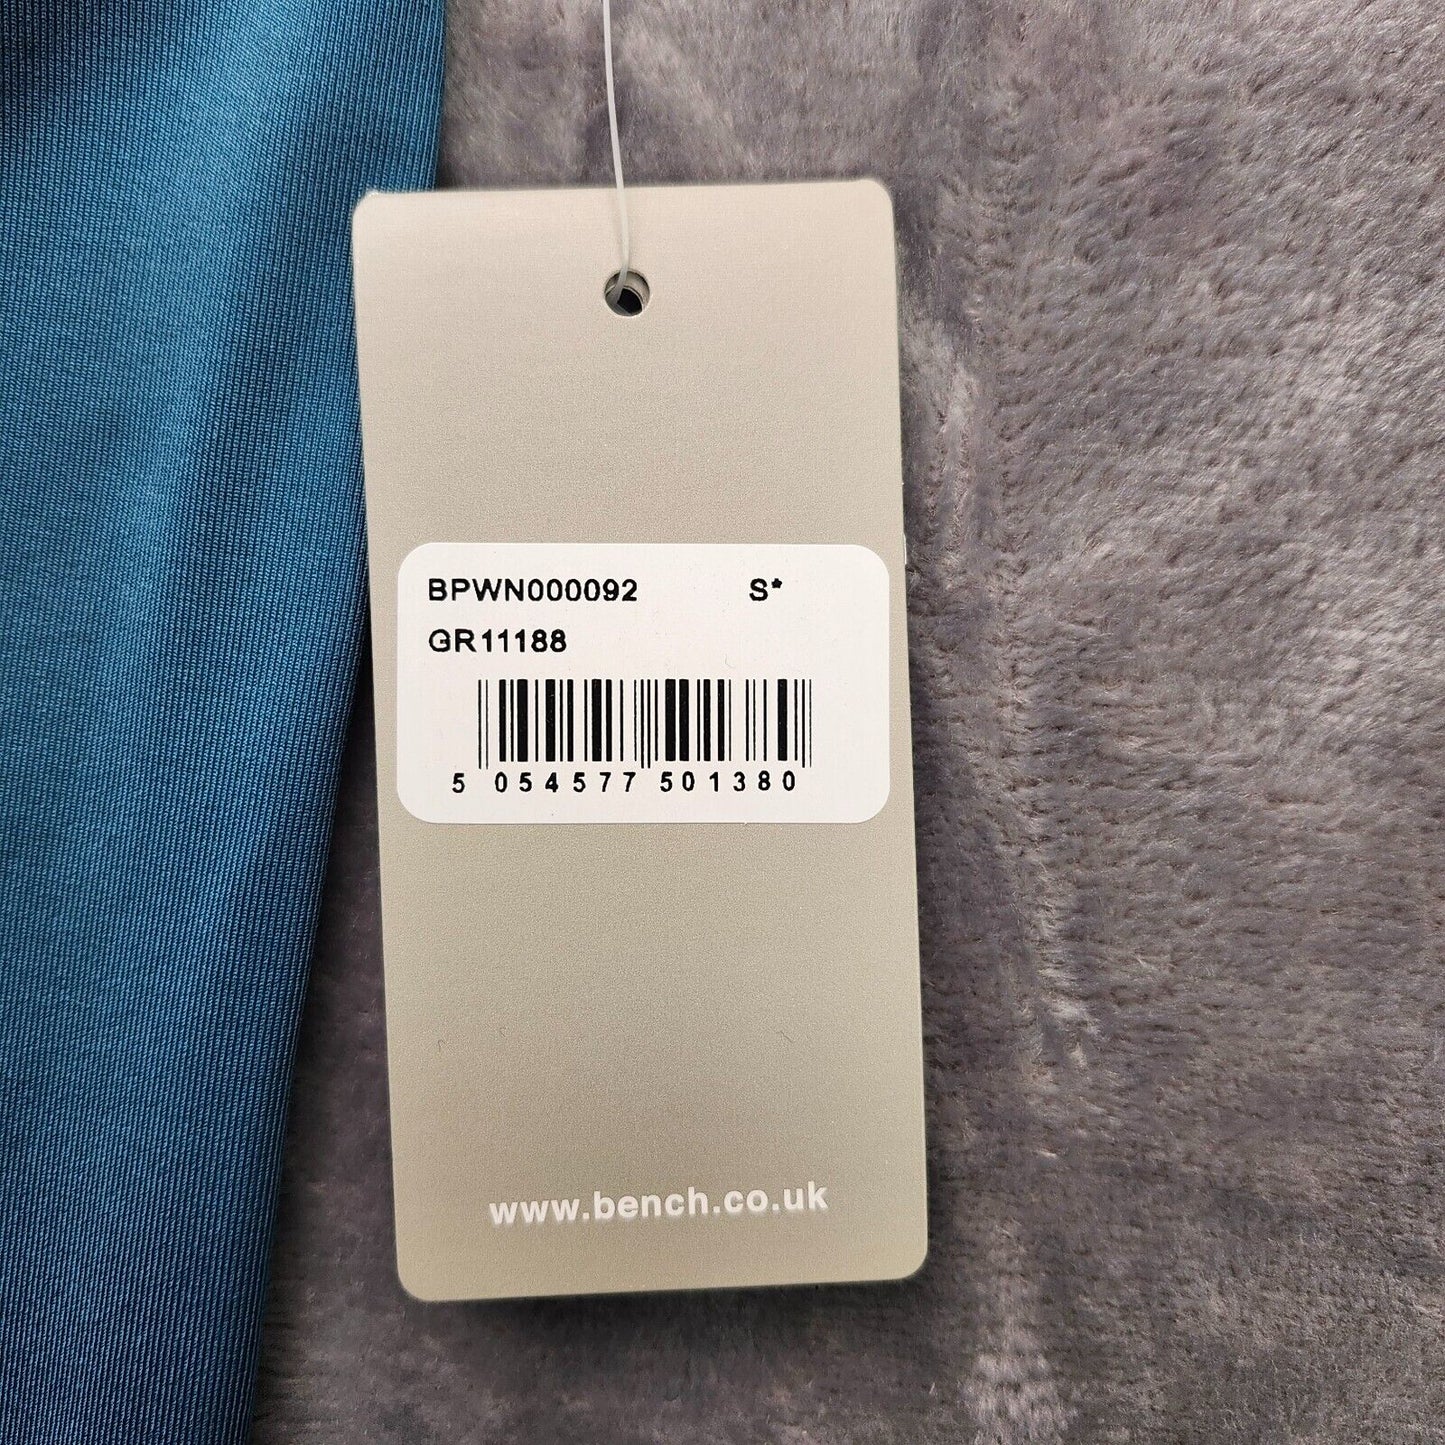 BPWN000092 S*
GR11188
5 054577 501380
www.bench.co.uk